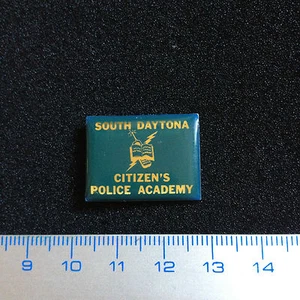 SOUTH DAYTONA
CITIZEN'S
POLICE ACADEMY
9 10 11 12 13 14